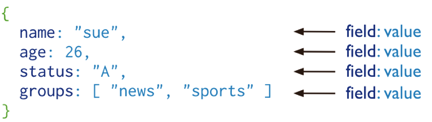 {
name: "sue", field: value
age: 26, field: value
status: "A", field: value
groups: [ "news", "sports" ] field: value
}